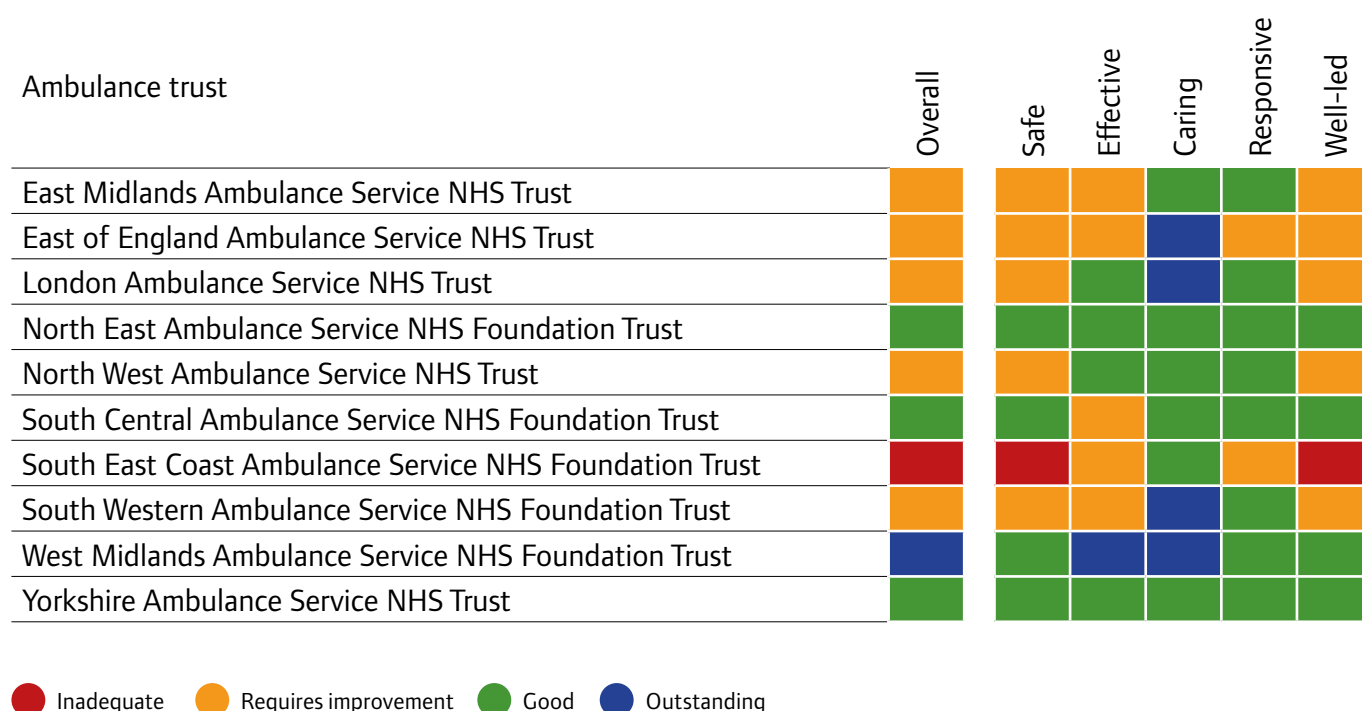 Ambulance trust
Overall
Safe
Effective
Caring
Responsive
Well-led
East Midlands Ambulance Service NHS Trust
East of England Ambulance Service NHS Trust
London Ambulance Service NHS Trust
North East Ambulance Service NHS Foundation Trust
North West Ambulance Service NHS Trust
South Central Ambulance Service NHS Foundation Trust
South East Coast Ambulance Service NHS Foundation Trust
South Western Ambulance Service NHS Foundation Trust
West Midlands Ambulance Service NHS Foundation Trust
Yorkshire Ambulance Service NHS Trust
Inadequate Requires improvement Good Outstanding